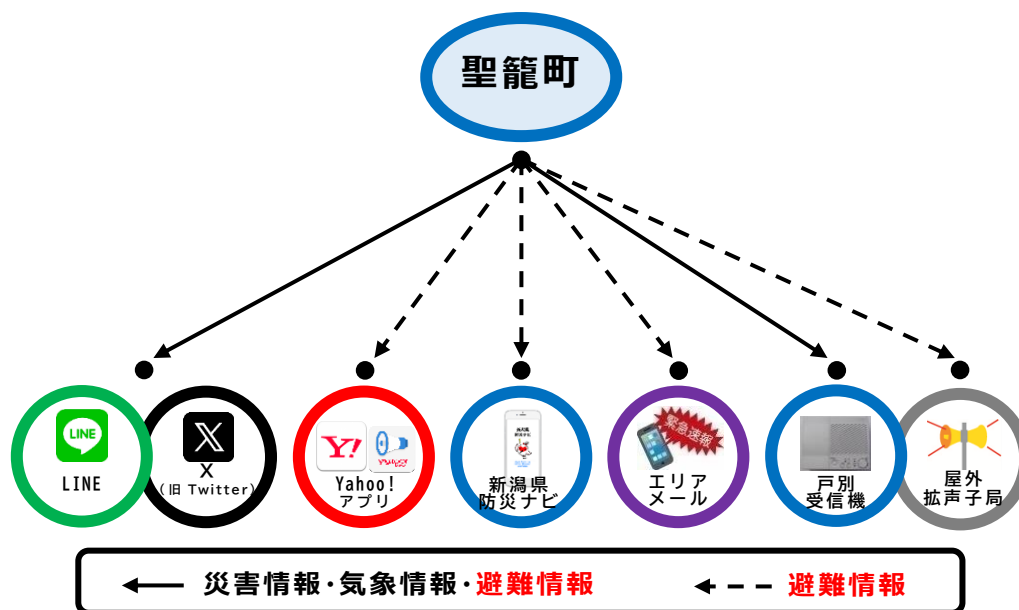 聖籠町
LINE
LINE
X
(旧 Twitter)
Y!
Yahoo!
アプリ
新潟県
防災ナビ
緊急速報
エリア
メール
戸別
受信機
屋外
拡声子局
災害情報・気象情報・避難情報
避難情報